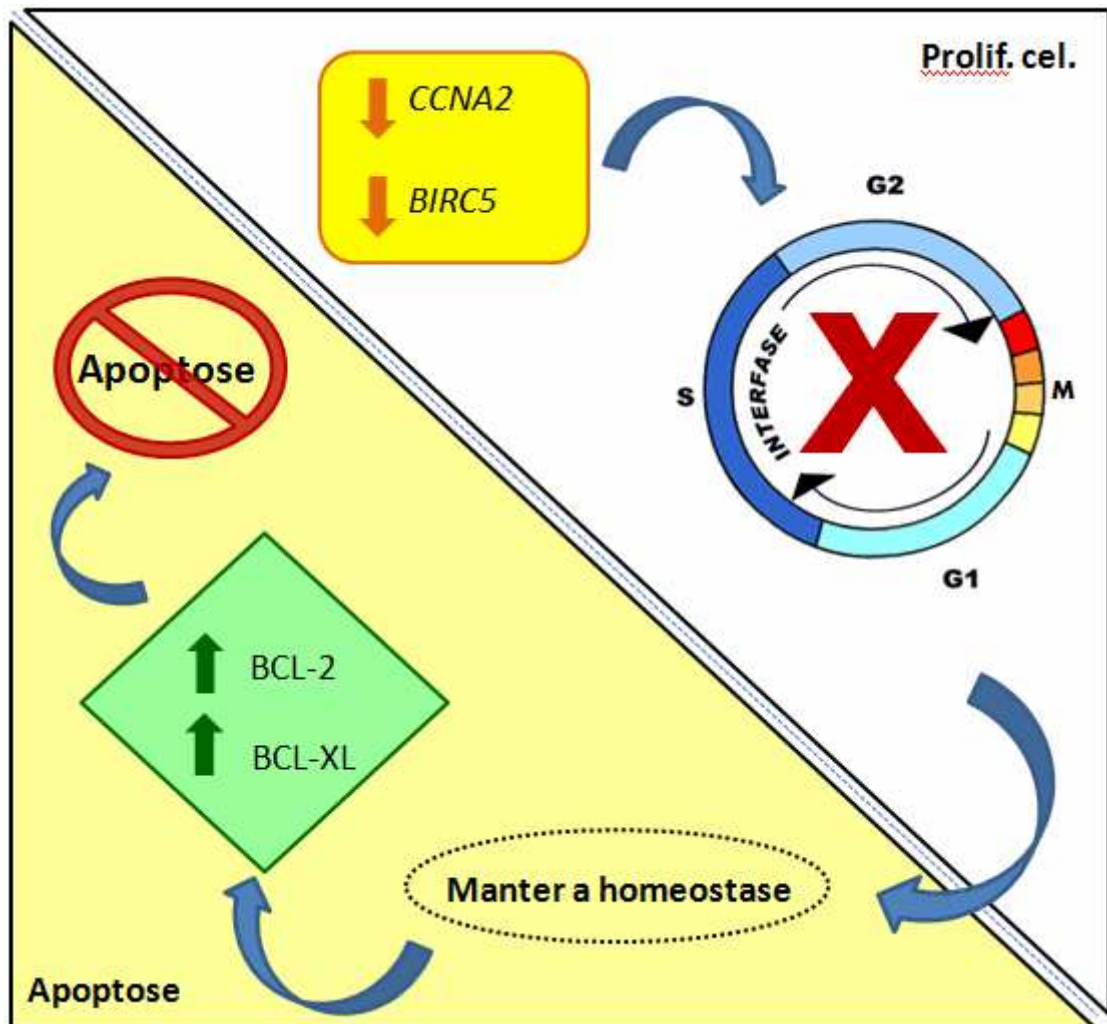 Prolif. cel.
CCNA2
BIRC5
G2
S
INTERFASE
M
G1
Apoptose
BCL-2
BCL-XL
Manter a homeostase
Apoptose